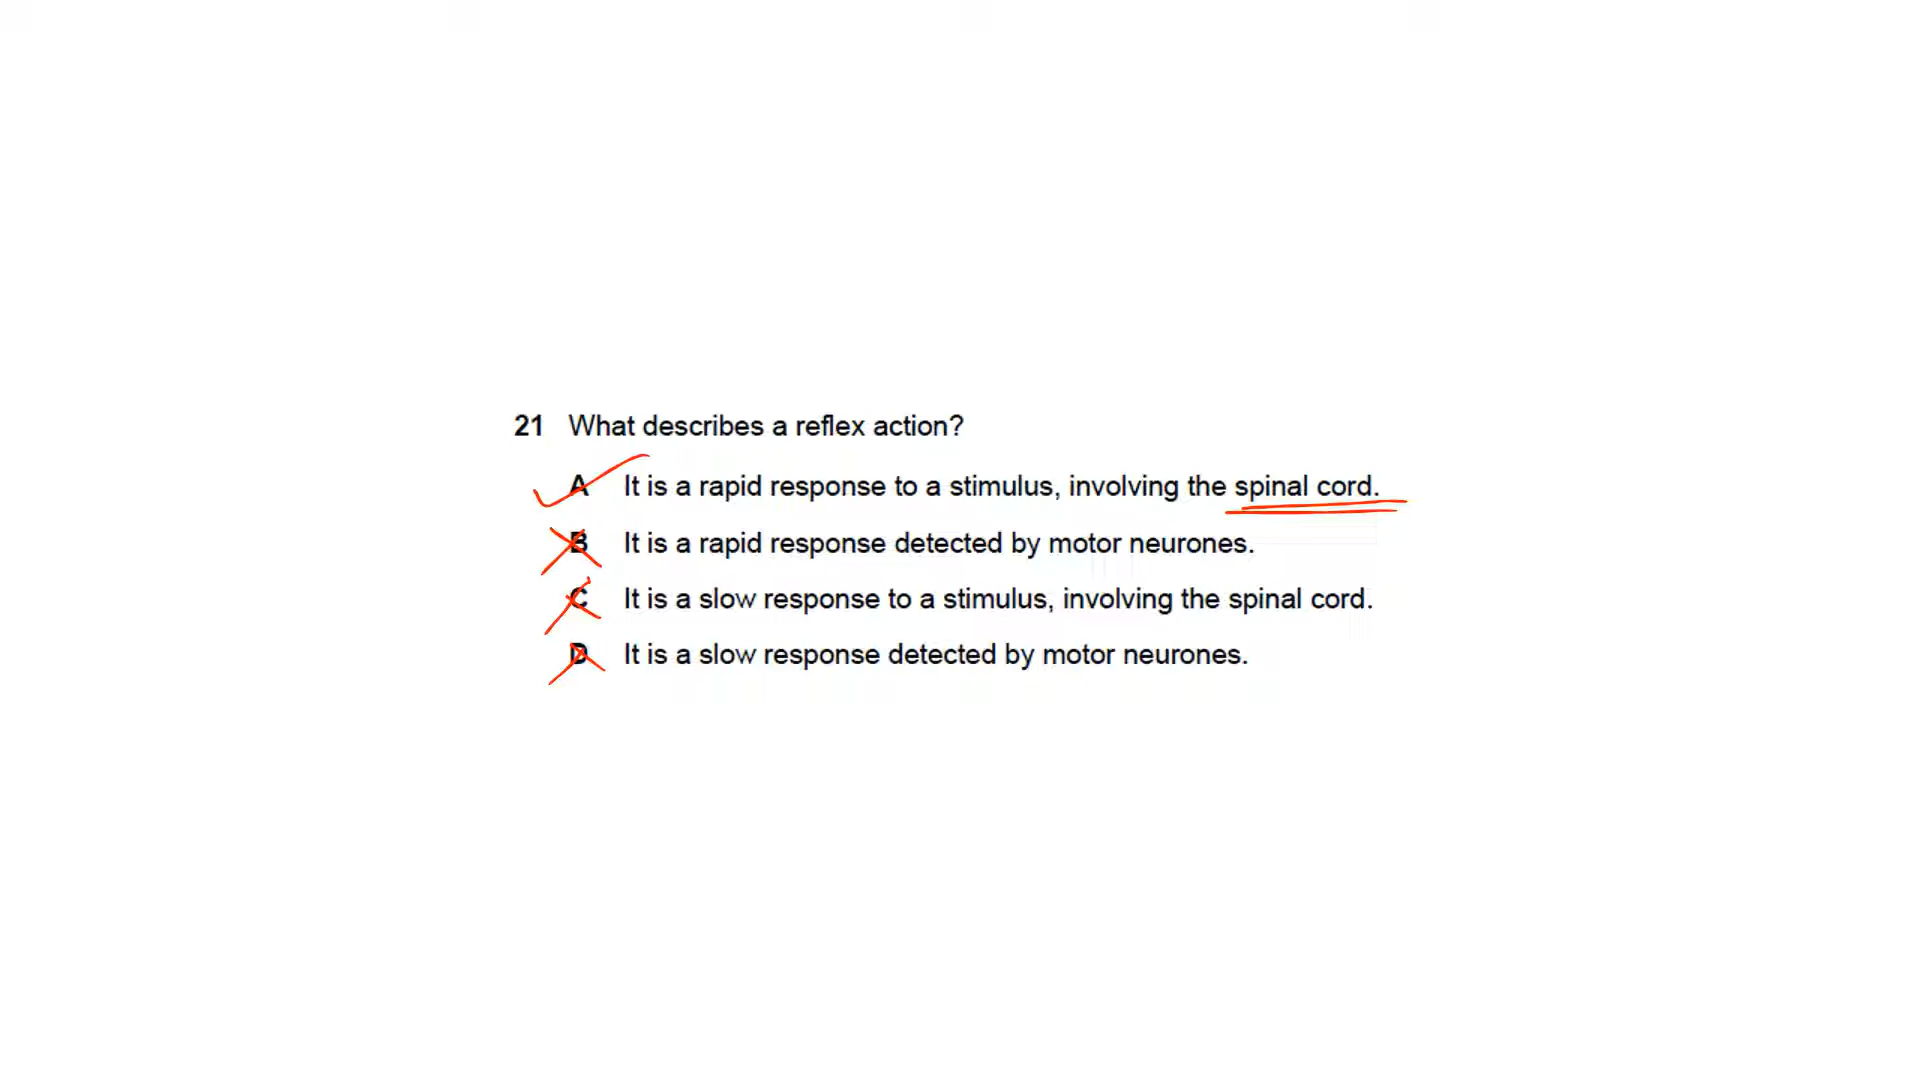 21 What describes a reflex action?
A It is a rapid response to a stimulus, involving the spinal cord.
B It is a rapid response detected by motor neurones.
C It is a slow response to a stimulus, involving the spinal cord.
D It is a slow response detected by motor neurones.